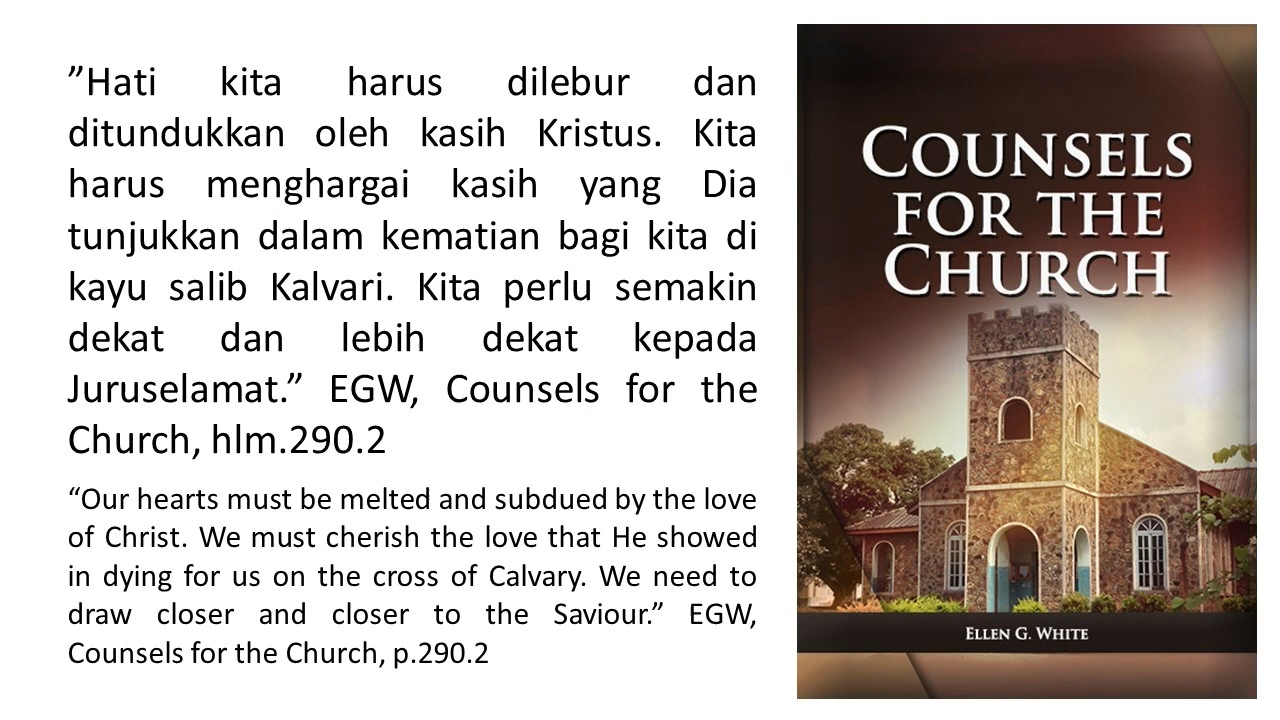 ”Hati kita harus dilebur dan
ditundukkan oleh kasih Kristus. Kita
harus menghargai kasih yang Dia
tunjukkan dalam kematian bagi kita di
kayu salib Kalvari. Kita perlu semakin
dekat dan lebih dekat kepada
Juruselamat.” EGW, Counsels for the
Church, hlm.290.2
“Our hearts must be melted and subdued by the love
of Christ. We must cherish the love that He showed
in dying for us on the cross of Calvary. We need to
draw closer and closer to the Saviour.” EGW,
Counsels for the Church, p.290.2
COUNSELS
FOR THE
CHURCH
ELLEN G. WHITE